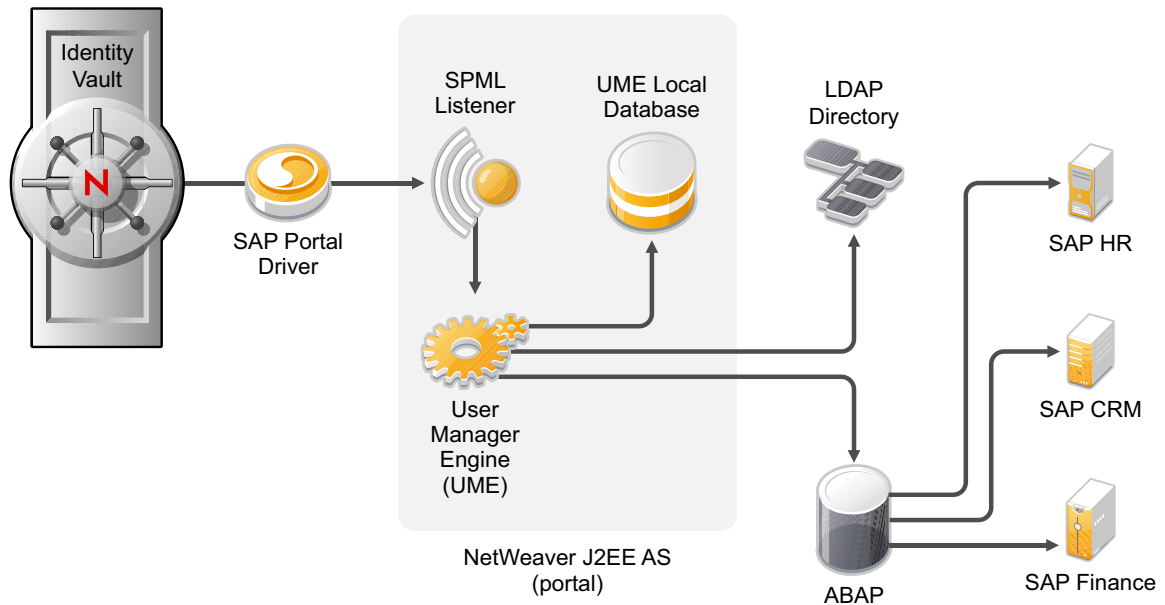 Identity
Vault
N
SAP Portal
Driver
SPML
Listener
UME Local
Database
User
Manager
Engine
(UME)
NetWeaver J2EE AS
(portal)
LDAP
Directory
ABAP
SAP HR
SAP CRM
SAP Finance